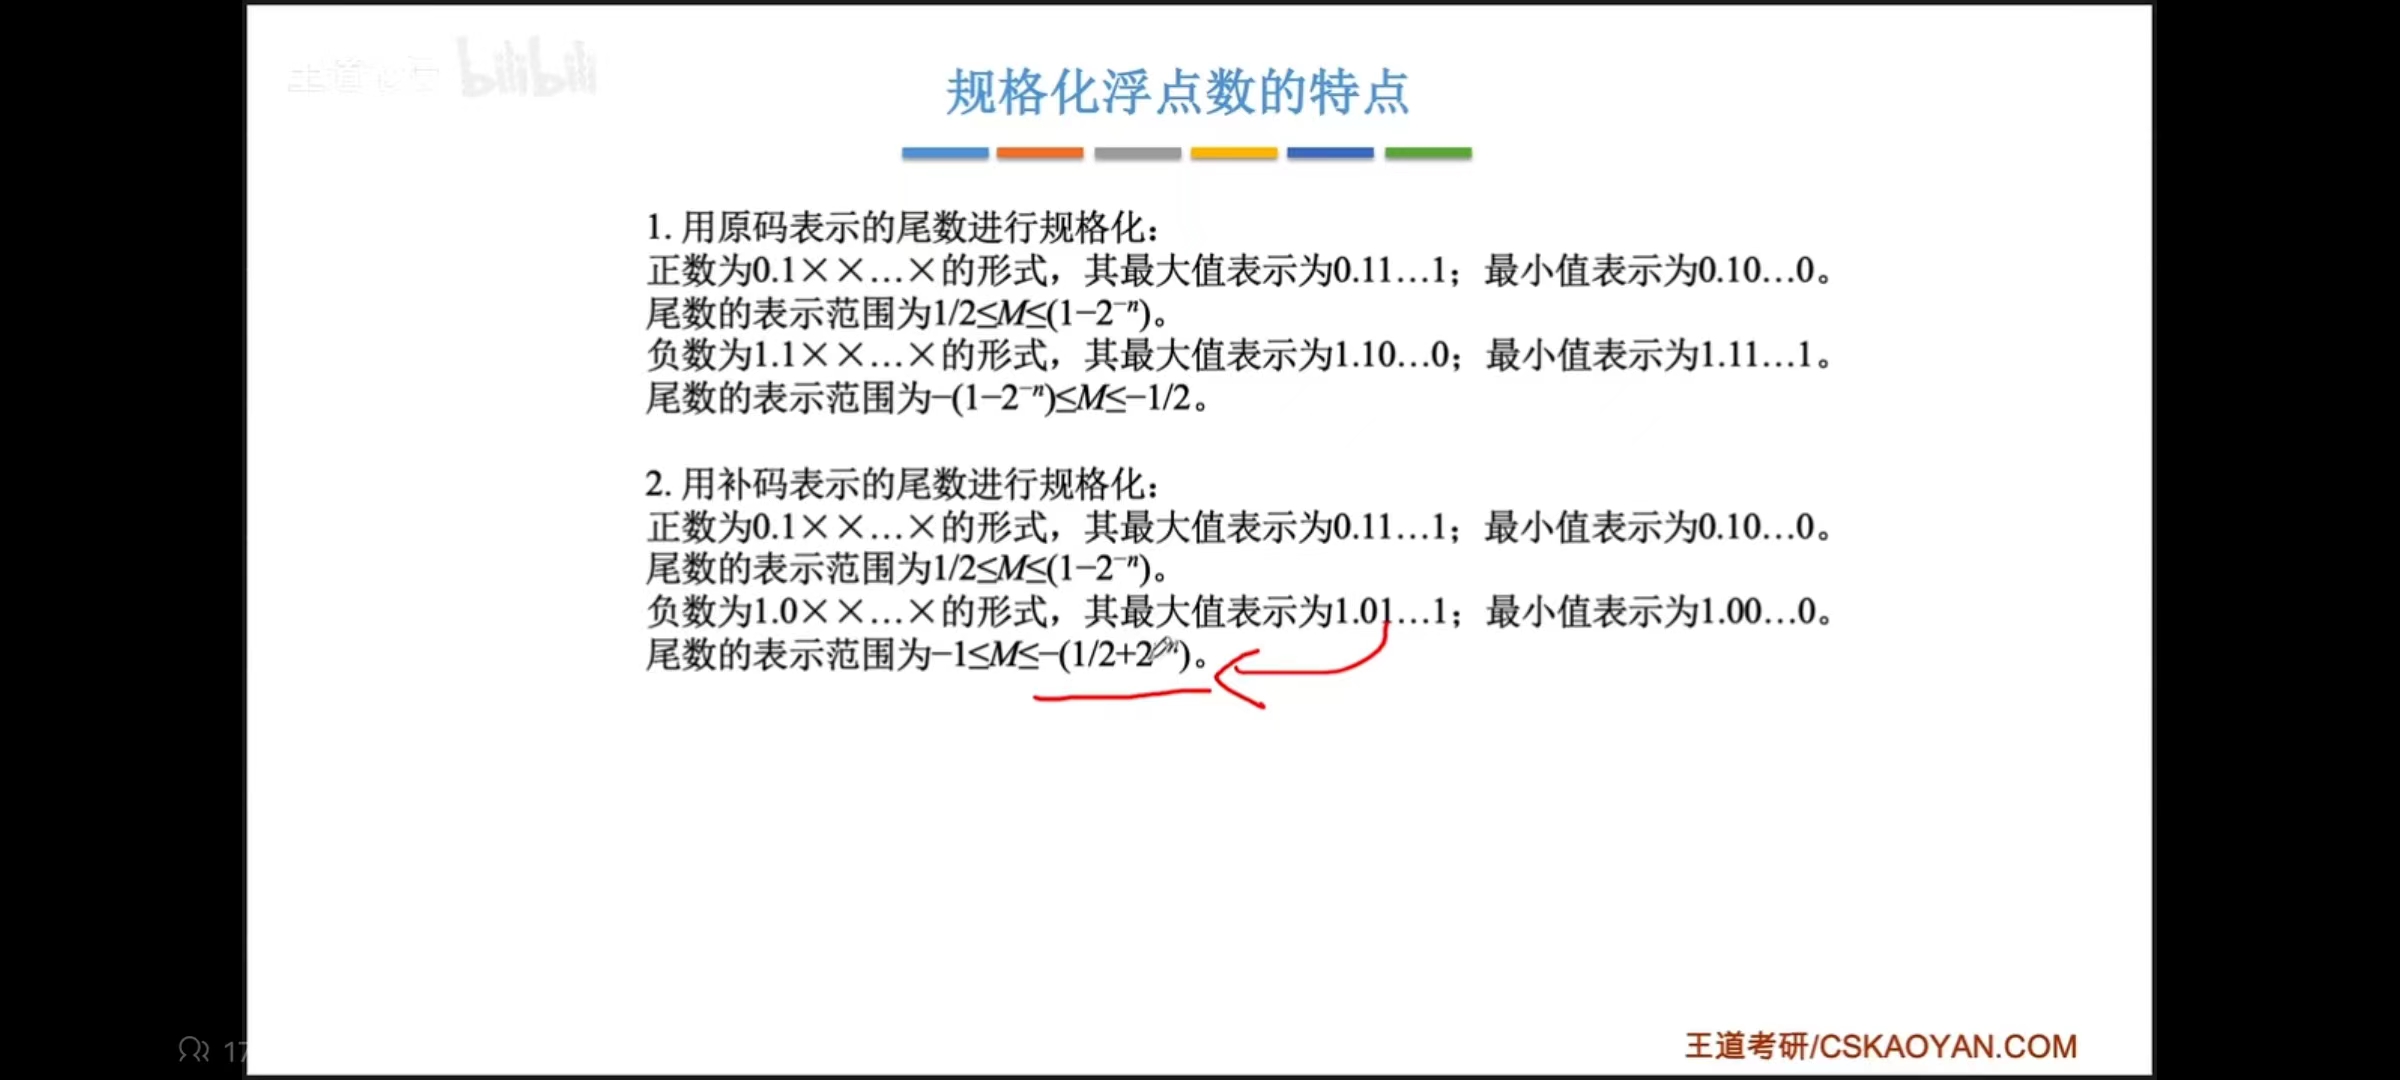 王道考研 bilibili
规格化浮点数的特点
1. 用原码表示的尾数进行规格化：
正数为0.1××…×的形式，其最大值表示为0.11…1；最小值表示为0.10…0。
尾数的表示范围为1/2≤M≤(1−2⁻ⁿ)。
负数为1.1××…×的形式，其最大值表示为1.10…0；最小值表示为1.11…1。
尾数的表示范围为−(1−2⁻ⁿ)≤M≤−1/2。
2. 用补码表示的尾数进行规格化：
正数为0.1××…×的形式，其最大值表示为0.11…1；最小值表示为0.10…0。
尾数的表示范围为1/2≤M≤(1−2⁻ⁿ)。
负数为1.0××…×的形式，其最大值表示为1.01…1；最小值表示为1.00…0。
尾数的表示范围为−1≤M≤−(1/2+2⁻ⁿ)。
17
王道考研/CSKAOYAN.COM